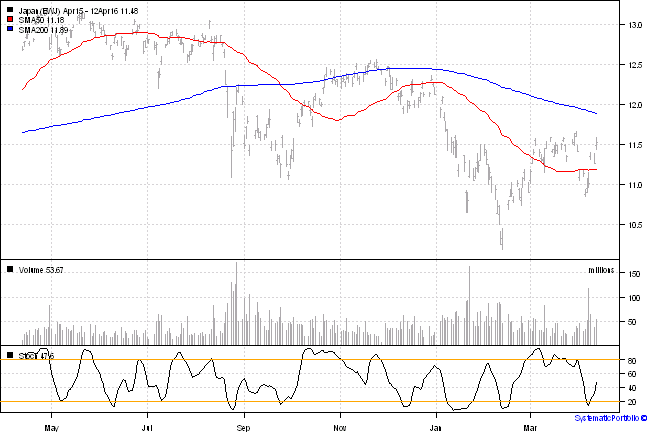 Japan (EWJ) Apr15 - 12Apr16 11.48
SMA50 11.18
SMA200 11.89
13.0
12.5
12.0
11.5
11.0
10.5
Volume 53.67
millions
150
100
50
Stoch 47.6
80
60
40
20
SystematicPortfolio ©
May
Jul
Sep
Nov
Jan
Mar